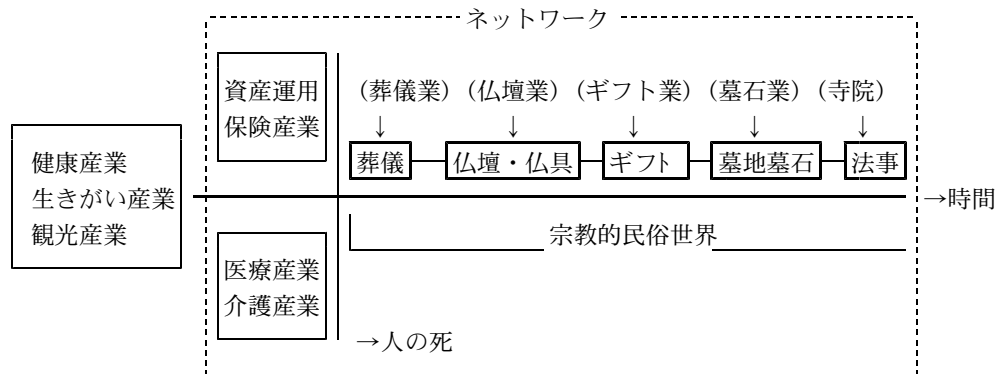 ネットワーク
資産運用
保険産業
(葬儀業)(仏壇業)(ギフト業)(墓石業)(寺院)
↓ ↓ ↓ ↓ ↓
葬儀 仏壇・仏具 ギフト 墓地墓石 法事
健康産業
生きがい産業
観光産業
→時間
宗教的民俗世界
医療産業
介護産業
→人の死